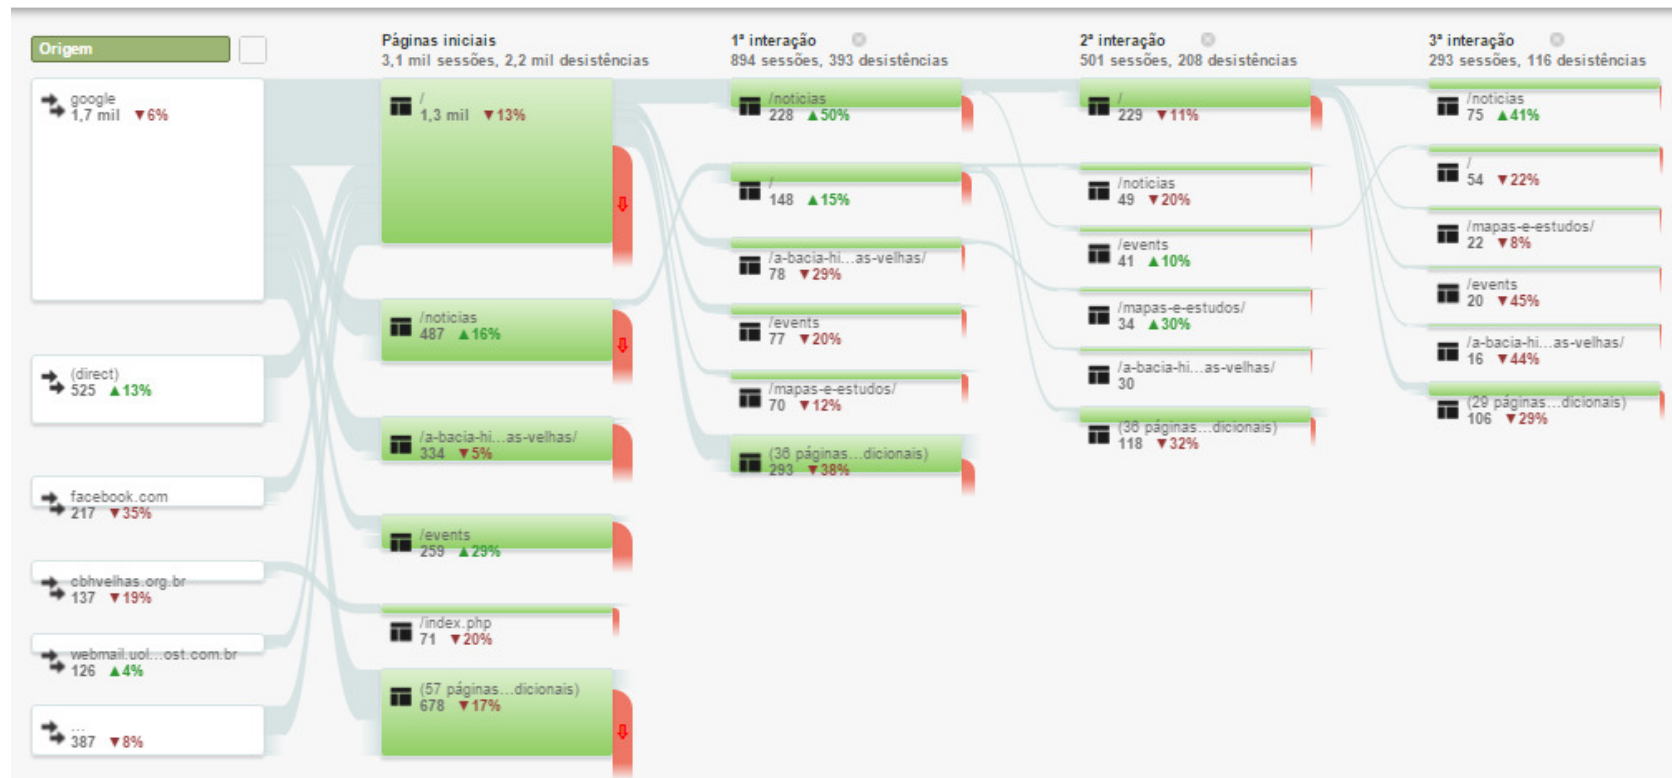 Origem
google
1,7 mil ▼6%
(direct)
525 ▲13%
facebook.com
217 ▼35%
cbhvelhas.org.br
137 ▼19%
webmail.uol...ost.com.br
126 ▲4%
...
387 ▼8%
Páginas iniciais
3,1 mil sessões, 2,2 mil desistências
/
1,3 mil ▼13%
/noticias
487 ▲16%
/a-bacia-hi...as-velhas/
334 ▼5%
/events
259 ▲29%
/index.php
71 ▼20%
(57 páginas...dicionais)
678 ▼17%
1ª interação
894 sessões, 393 desistências
/noticias
228 ▲50%
/
148 ▲15%
/a-bacia-hi...as-velhas/
78 ▼29%
/events
77 ▼20%
/mapas-e-estudos/
70 ▼12%
(36 páginas...dicionais)
293 ▼38%
2ª interação
501 sessões, 208 desistências
/
229 ▼11%
/noticias
49 ▼20%
/events
41 ▲10%
/mapas-e-estudos/
34 ▲30%
/a-bacia-hi...as-velhas/
30
(36 páginas...dicionais)
118 ▼32%
3ª interação
293 sessões, 116 desistências
/noticias
75 ▲41%
/
54 ▼22%
/mapas-e-estudos/
22 ▼8%
/events
20 ▼45%
/a-bacia-hi...as-velhas/
16 ▼44%
(29 páginas...dicionais)
106 ▼29%